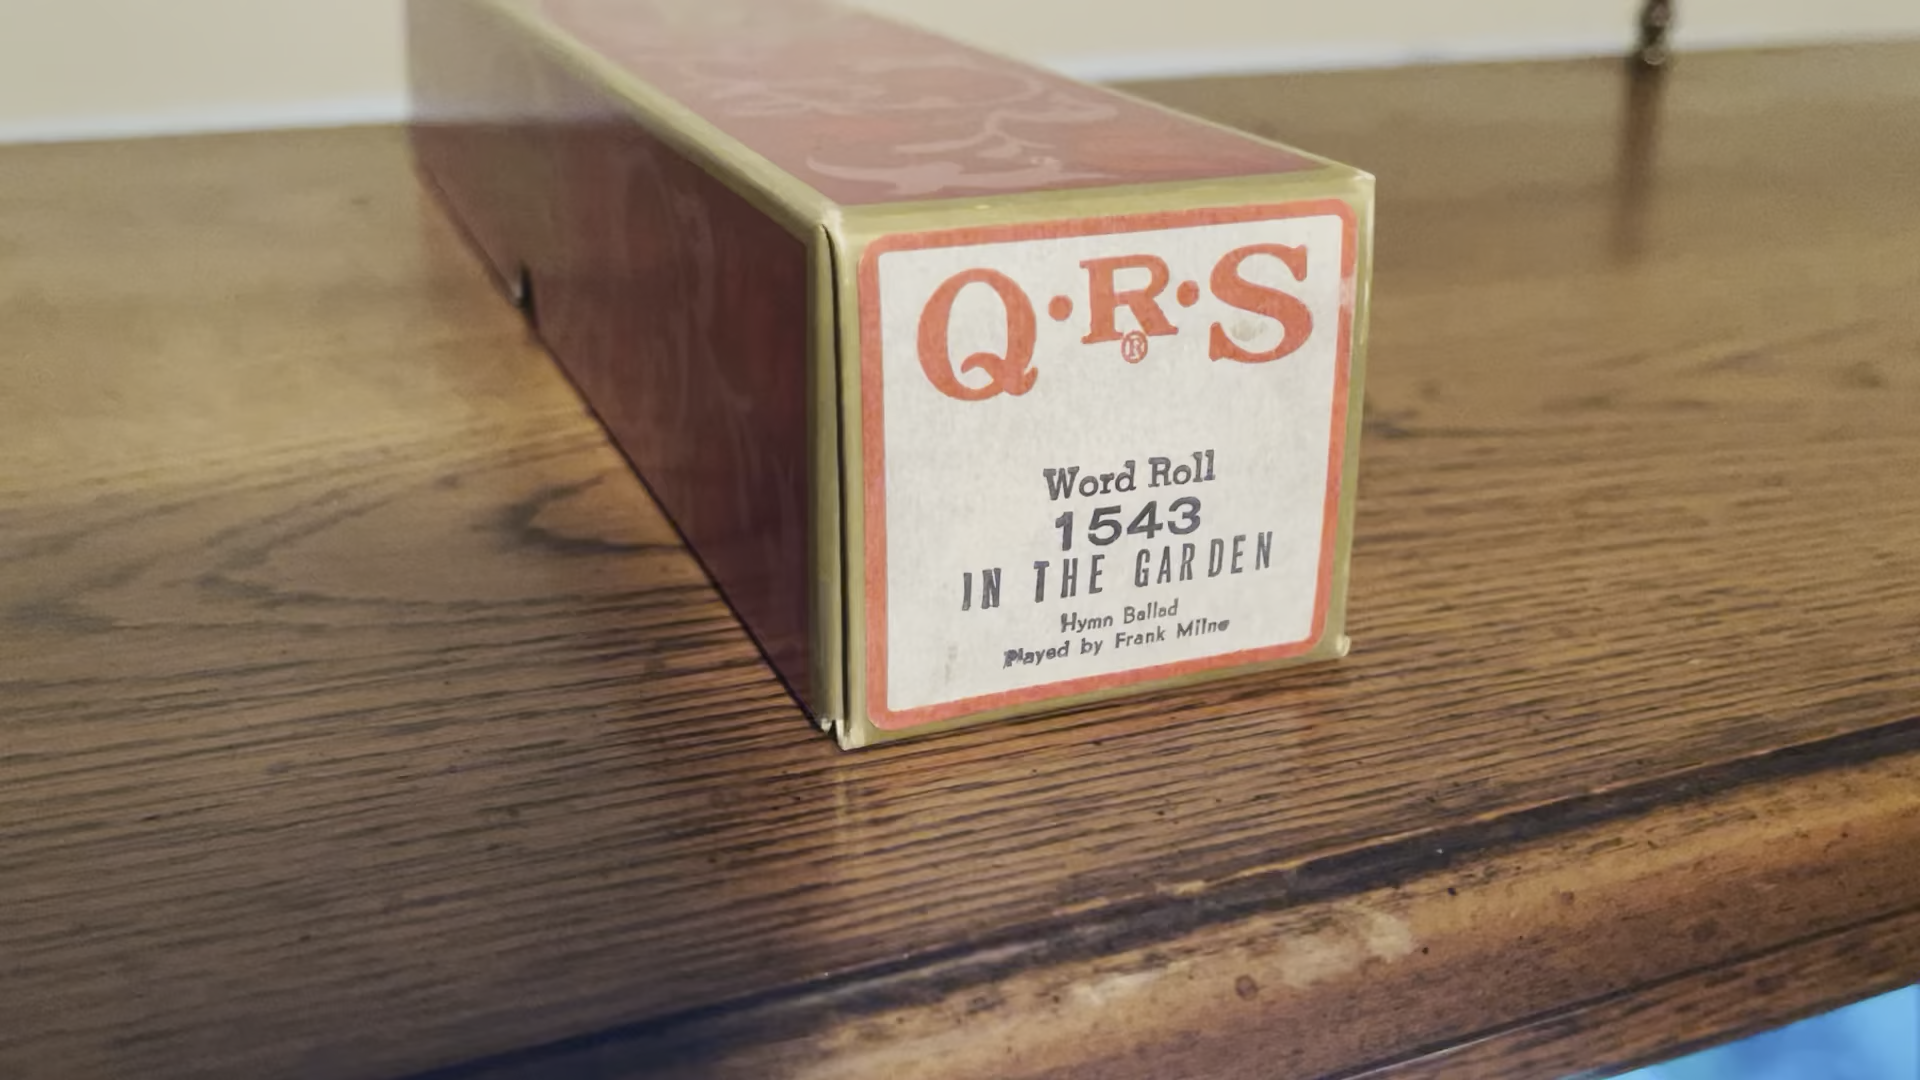 Q·R·S
®
Word Roll
1543
IN THE GARDEN
Hymn Ballad
Played by Frank Milne